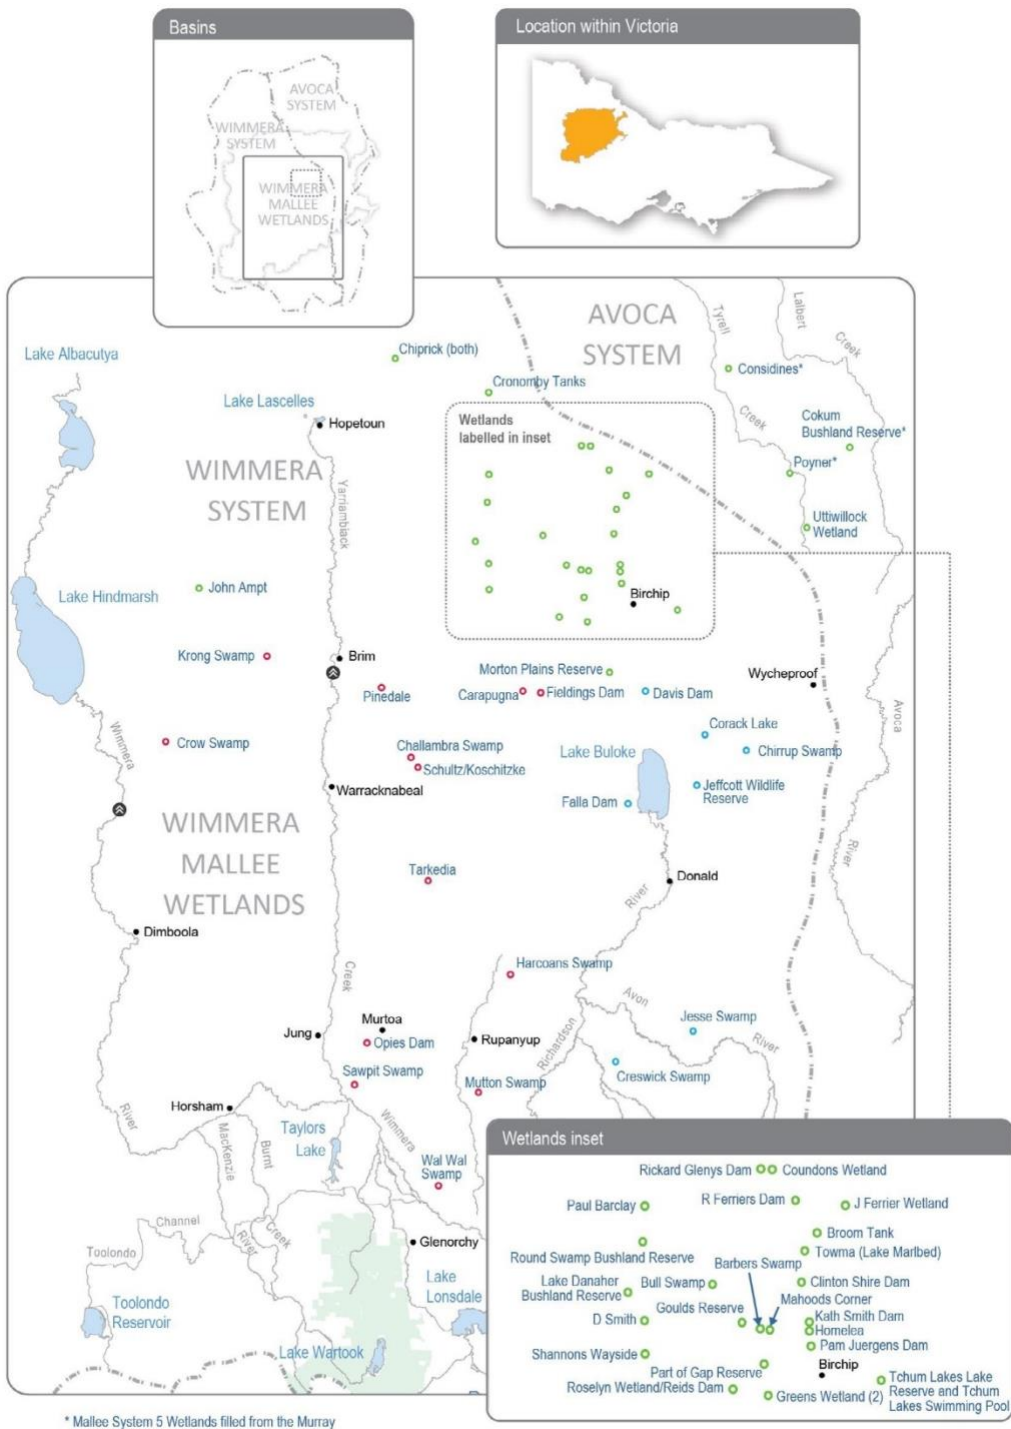 Basins
AVOCA
SYSTEM
WIMMERA
SYSTEM
WIMMERA
MALLEE
WETLANDS
Location within Victoria
AVOCA
SYSTEM
Tyrell
Creek
Lalbert
Creek
Lake Albacutya
Chiprick (both)
Considines*
Cronomby Tanks
Lake Lascelles
Hopetoun
Wetlands
labelled in inset
Cokum
Bushland Reserve*
Poyner*
WIMMERA
SYSTEM
Yarriambiack
Uttiwillock
Wetland
John Ampt
Lake Hindmarsh
Birchip
Krong Swamp
Brim
Morton Plains Reserve
Wycheproof
Pinedale
Carapugna
Fieldings Dam
Davis Dam
Avoca
Wimmera
Crow Swamp
Challambra Swamp
Schultz/Koschitzke
Lake Buloke
Corack Lake
Chirrup Swamp
Warracknabeal
Falla Dam
Jeffcott Wildlife
Reserve
WIMMERA
MALLEE
WETLANDS
River
Tarkedia
River
Donald
Dimboola
Creek
Harcoans Swamp
Avon
Jesse Swamp
River
Jung
Murtoa
Opies Dam
Rupanyup
Richardson
Sawpit Swamp
Mutton Swamp
Creswick Swamp
River
Horsham
MacKenzie
Burnt
Taylors
Lake
Wimmera
Wal Wal
Swamp
Channel
Toolondo
River
Creek
Glenorchy
Toolondo
Reservoir
Lake
Lonsdale
Lake Wartook
Wetlands inset
Rickard Glenys Dam
Coundons Wetland
Paul Barclay
R Ferriers Dam
J Ferrier Wetland
Broom Tank
Round Swamp Bushland Reserve
Towma (Lake Marlbed)
Barbers Swamp
Lake Danaher
Bushland Reserve
Bull Swamp
Clinton Shire Dam
Mahoods Corner
Goulds Reserve
Kath Smith Dam
D Smith
Homelea
Pam Juergens Dam
Shannons Wayside
Part of Gap Reserve
Birchip
Roselyn Wetland/Reids Dam
Greens Wetland (2)
Tchum Lakes Lake
Reserve and Tchum
Lakes Swimming Pool
* Mallee System 5 Wetlands filled from the Murray